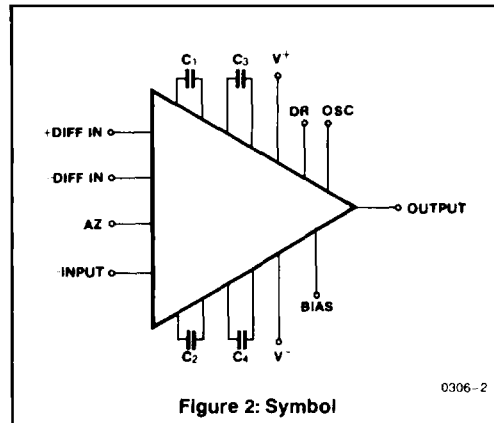 C₁ C₃ V⁺
DR OSC
+DIFF IN
-DIFF IN
AZ
OUTPUT
-INPUT
BIAS
C₂ C₄ V⁻
0306-2
Figure 2: Symbol